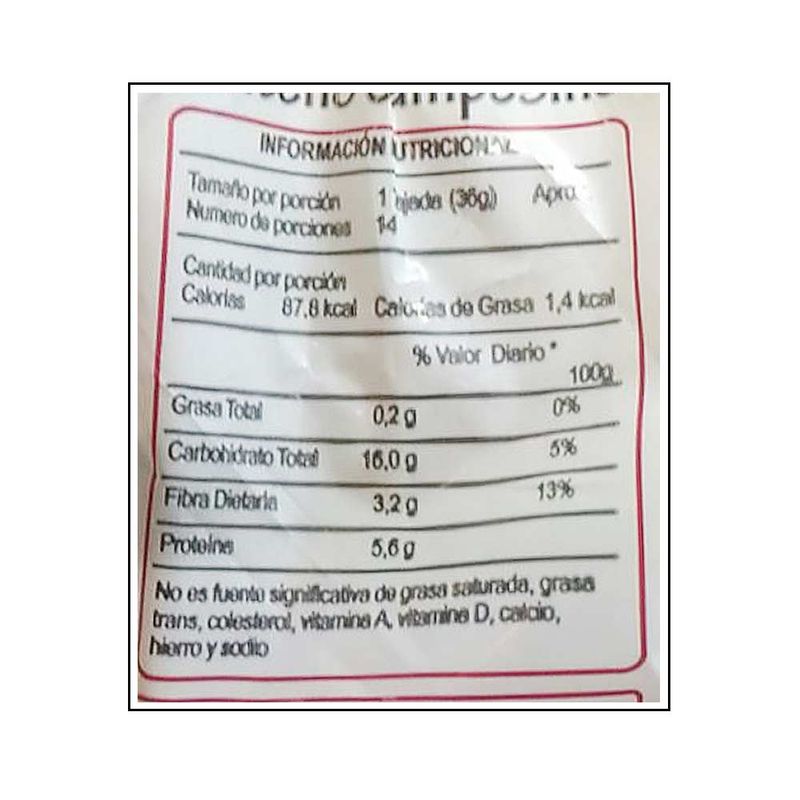 INFORMACIÓN UTRICIONAL
Tamaño por porción 1 ajada (36g) Apro
Numero de porciones 14
Cantidad por porción
Calorías 87,8 kcal Calorías de Grasa 1,4 kcal
% Valor Diario *
100g
Grasa Total 0,2 g 0%
Carbohidrato Total 16,0 g 5%
Fibra Dietaria 3,2 g 13%
Proteína 5,6 g
No es fuente significativa de grasa saturada, grasa
trans, colesterol, vitamina A, vitamina D, calcio,
hierro y sodio